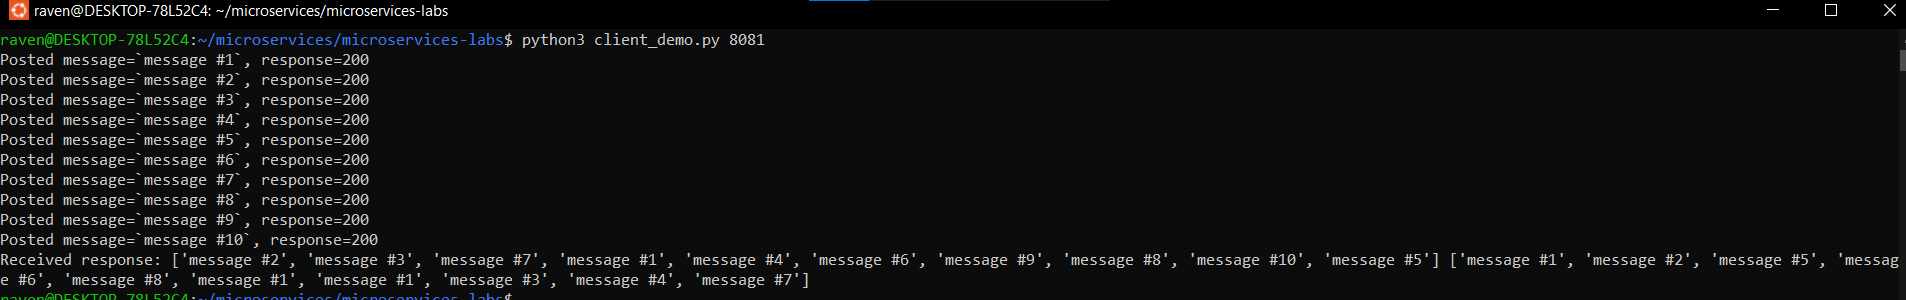 raven@DESKTOP-78L52C4: ~/microservices/microservices-labs
raven@DESKTOP-78L52C4:~/microservices/microservices-labs$ python3 client_demo.py 8081
Posted message=`message #1`, response=200
Posted message=`message #2`, response=200
Posted message=`message #3`, response=200
Posted message=`message #4`, response=200
Posted message=`message #5`, response=200
Posted message=`message #6`, response=200
Posted message=`message #7`, response=200
Posted message=`message #8`, response=200
Posted message=`message #9`, response=200
Posted message=`message #10`, response=200
Received response: ['message #2', 'message #3', 'message #7', 'message #1', 'message #4', 'message #6', 'message #9', 'message #8', 'message #10', 'message #5'] ['message #1', 'message #2', 'message #5', 'messag
e #6', 'message #8', 'message #1', 'message #1', 'message #3', 'message #4', 'message #7']
raven@DESKTOP-78L52C4:~/microservices/microservices-labs$